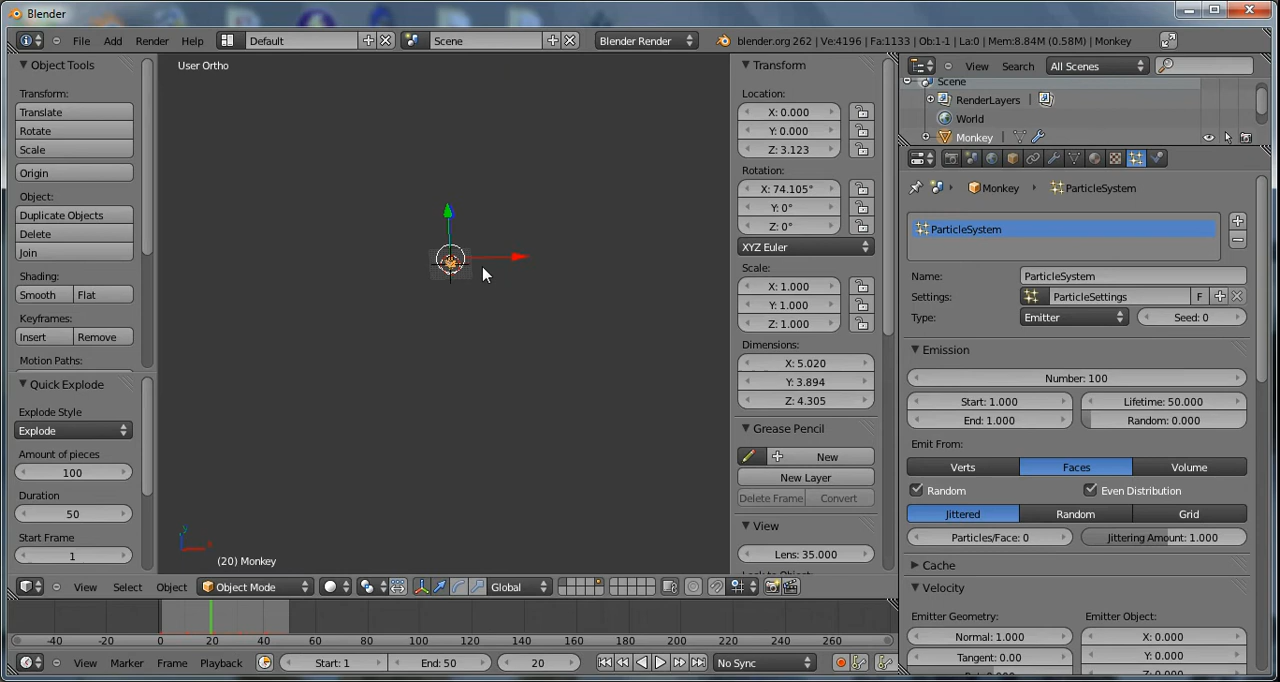 Blender
File Add Render Help Default Scene Blender Render blender.org 262 | Ve:4196 | Fa:1133 | Ob:1-1 | La:0 | Mem:8.84M (0.58M) | Monkey
Object Tools
Transform:
Translate
Rotate
Scale
Origin
Object:
Duplicate Objects
Delete
Join
Shading:
Smooth Flat
Keyframes:
Insert Remove
Motion Paths:
Quick Explode
Explode Style
Explode
Amount of pieces
100
Duration
50
Start Frame
1
User Ortho
(20) Monkey
Transform
Location:
X: 0.000
Y: 0.000
Z: 3.123
Rotation:
X: 74.105°
Y: 0°
Z: 0°
XYZ Euler
Scale:
X: 1.000
Y: 1.000
Z: 1.000
Dimensions:
X: 5.020
Y: 3.894
Z: 4.305
Grease Pencil
New
New Layer
Delete Frame Convert
View
Lens: 35.000
View Search All Scenes
Scene
RenderLayers
World
Monkey
Monkey ParticleSystem
ParticleSystem
Name: ParticleSystem
Settings: ParticleSettings F
Type: Emitter Seed: 0
Emission
Number: 100
Start: 1.000 Lifetime: 50.000
End: 1.000 Random: 0.000
Emit From:
Verts Faces Volume
Random Even Distribution
Jittered Random Grid
Particles/Face: 0 Jittering Amount: 1.000
Cache
Velocity
Emitter Geometry: Emitter Object:
Normal: 1.000 X: 0.000
Tangent: 0.00 Y: 0.000
View Select Object Object Mode Global
-40 -20 0 20 40 60 80 100 120 140 160 180 200 220 240 260
View Marker Frame Playback Start: 1 End: 50 20 No Sync